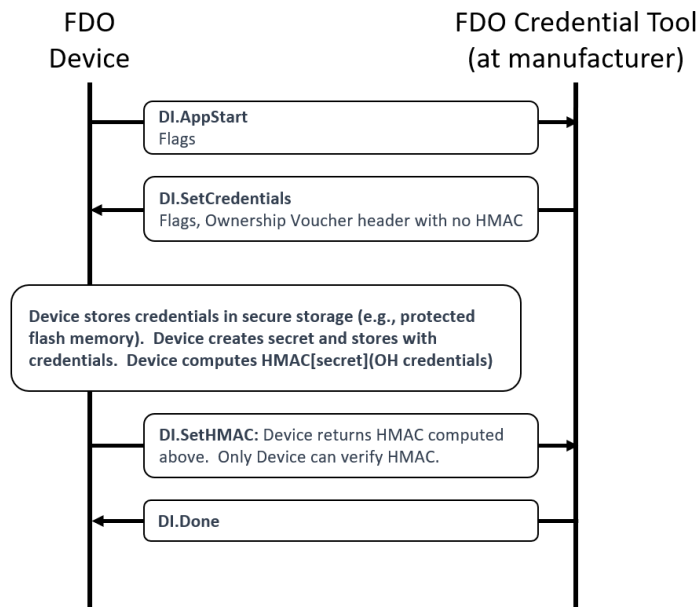 FDO
Device
FDO Credential Tool
(at manufacturer)
DI.AppStart
Flags
DI.SetCredentials
Flags, Ownership Voucher header with no HMAC
Device stores credentials in secure storage (e.g., protected
flash memory).  Device creates secret and stores with
credentials.  Device computes HMAC[secret](OH credentials)
DI.SetHMAC: Device returns HMAC computed
above.  Only Device can verify HMAC.
DI.Done